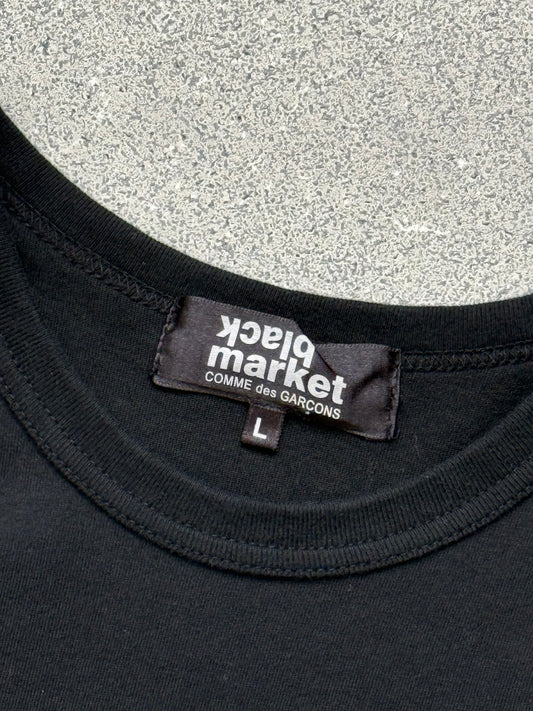 black
market
COMME des GARÇONS
L